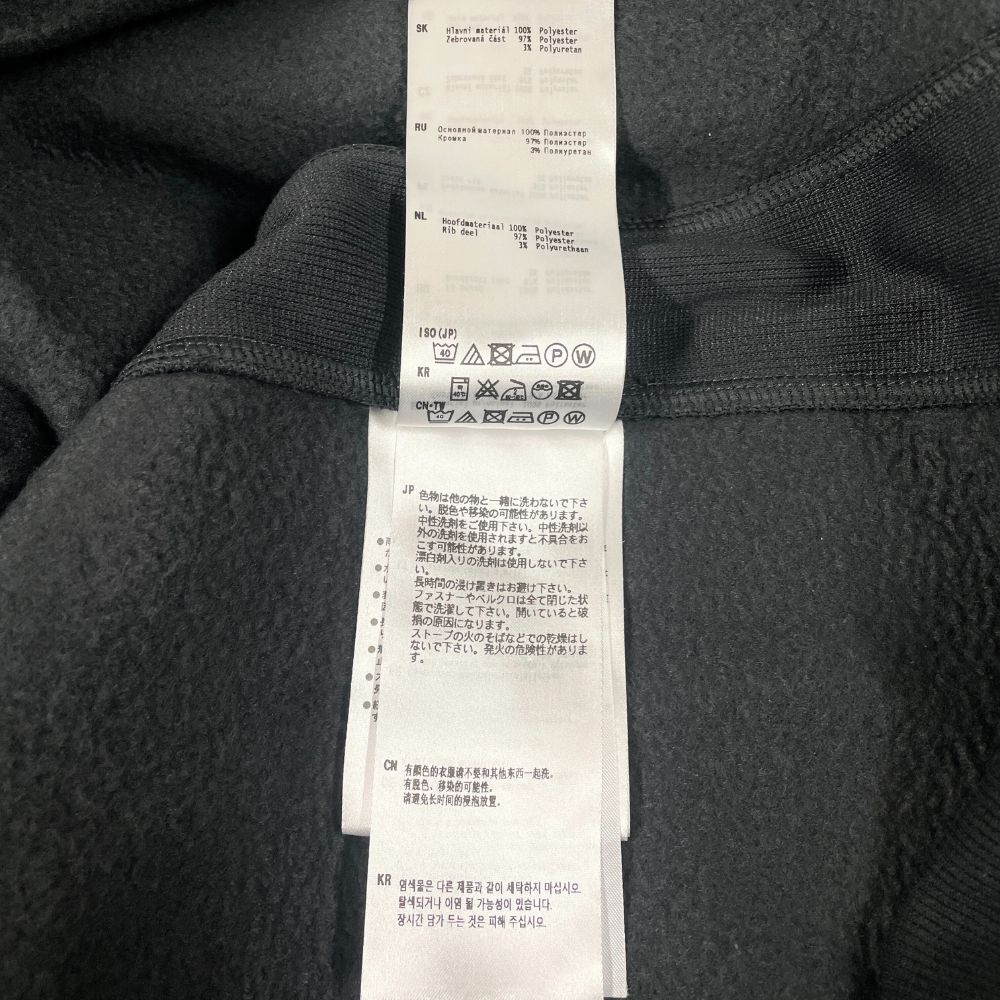 SK Hlavní materiál 100% Polyester
Zebrovaná část 97% Polyester
3% Polyuretan
RU Основной материал 100% Полиэстер
Кромка 97% Полиэстер
3% Полиуретан
NL Hoofdmateriaal 100% Polyester
Rib deel 97% Polyester
3% Polyurethaan
ISO(JP)
40 P W
KR
40℃
CN·TW
40 P W
JP 色物は他の物と一緒に洗わないで下さ
い。脱色や移染の可能性があります。
中性洗剤をご使用下さい。中性洗剤以
外の洗剤を使用されますと不具合をお
こす可能性があります。
漂白剤入りの洗剤は使用しないで下さ
い。
長時間の浸け置きはお避け下さい。
ファスナーやベルクロは全て閉じた状
態で洗濯して下さい。開いていると破
損の原因になります。
ストーブの火のそばなどでの乾燥はし
ないで下さい。発火の危険性がありま
す。
CN 有颜色的衣服请不要和其他东西一起洗。
有脱色、移染的可能性。
请避免长时间的浸泡放置。
KR 염색물은 다른 제품과 같이 세탁하지 마십시오
탈색되거나 이염 될 가능성이 있습니다.
장시간 담가 두는 것은 피해 주십시오.